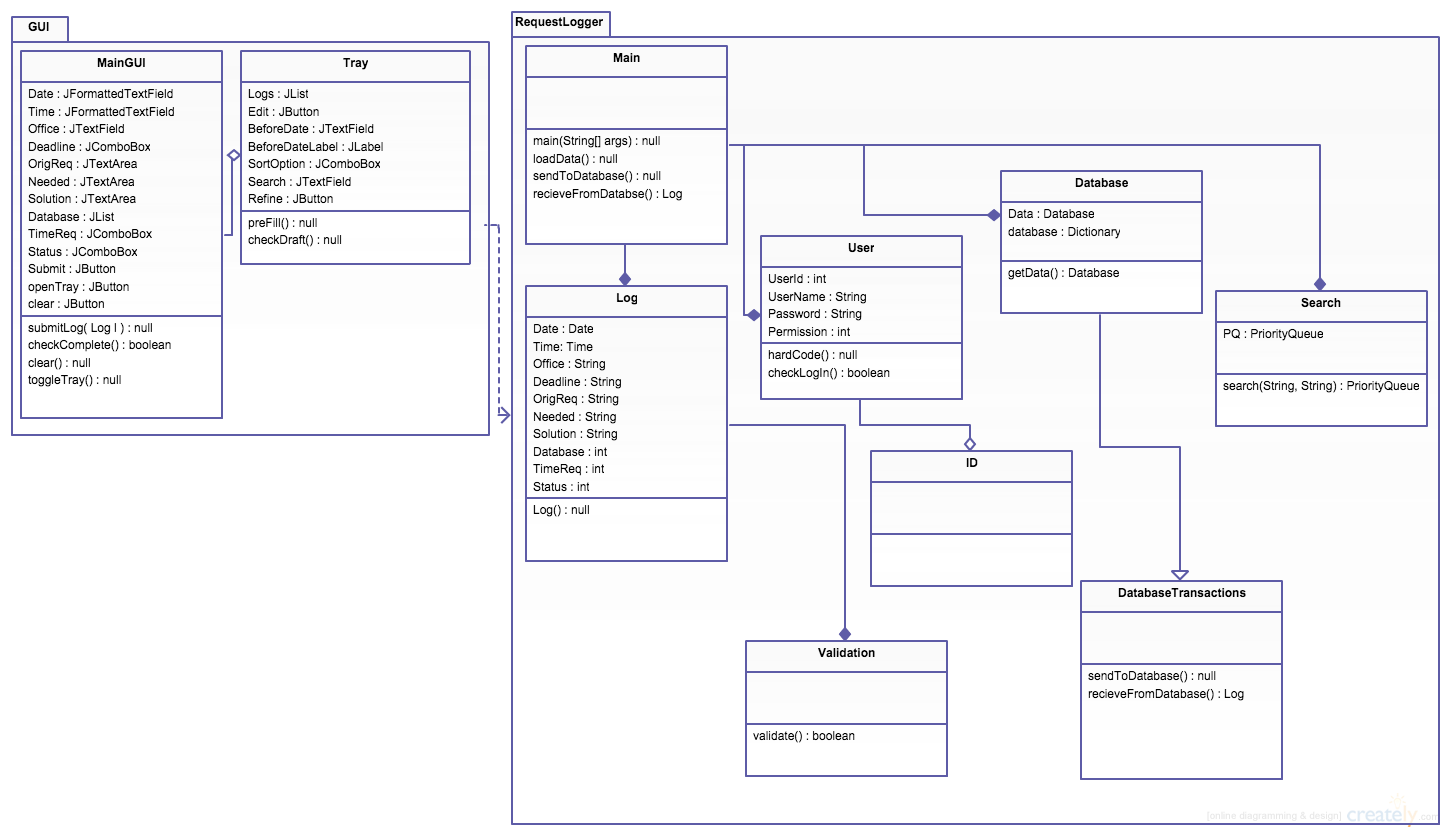 GUI
MainGUI
Date : JFormattedTextField
Time : JFormattedTextField
Office : JTextField
Deadline : JComboBox
OrigReq : JTextArea
Needed : JTextArea
Solution : JTextArea
Database : JList
TimeReq : JComboBox
Status : JComboBox
Submit : JButton
openTray : JButton
clear : JButton
submitLog( Log l ) : null
checkComplete() : boolean
clear() : null
toggleTray() : null
Tray
Logs : JList
Edit : JButton
BeforeDate : JTextField
BeforeDateLabel : JLabel
SortOption : JComboBox
Search : JTextField
Refine : JButton
preFill() : null
checkDraft() : null
RequestLogger
Main
main(String[] args) : null
loadData() : null
sendToDatabase() : null
recieveFromDatabse() : Log
Log
Date : Date
Time: Time
Office : String
Deadline : String
OrigReq : String
Needed : String
Solution : String
Database : int
TimeReq : int
Status : int
Log() : null
User
UserId : int
UserName : String
Password : String
Permission : int
hardCode() : null
checkLogIn() : boolean
Database
Data : Database
database : Dictionary
getData() : Database
Search
PQ : PriorityQueue
search(String, String) : PriorityQueue
ID
Validation
validate() : boolean
DatabaseTransactions
sendToDatabase() : null
recieveFromDatabase() : Log
[online diagramming & design] creately.com